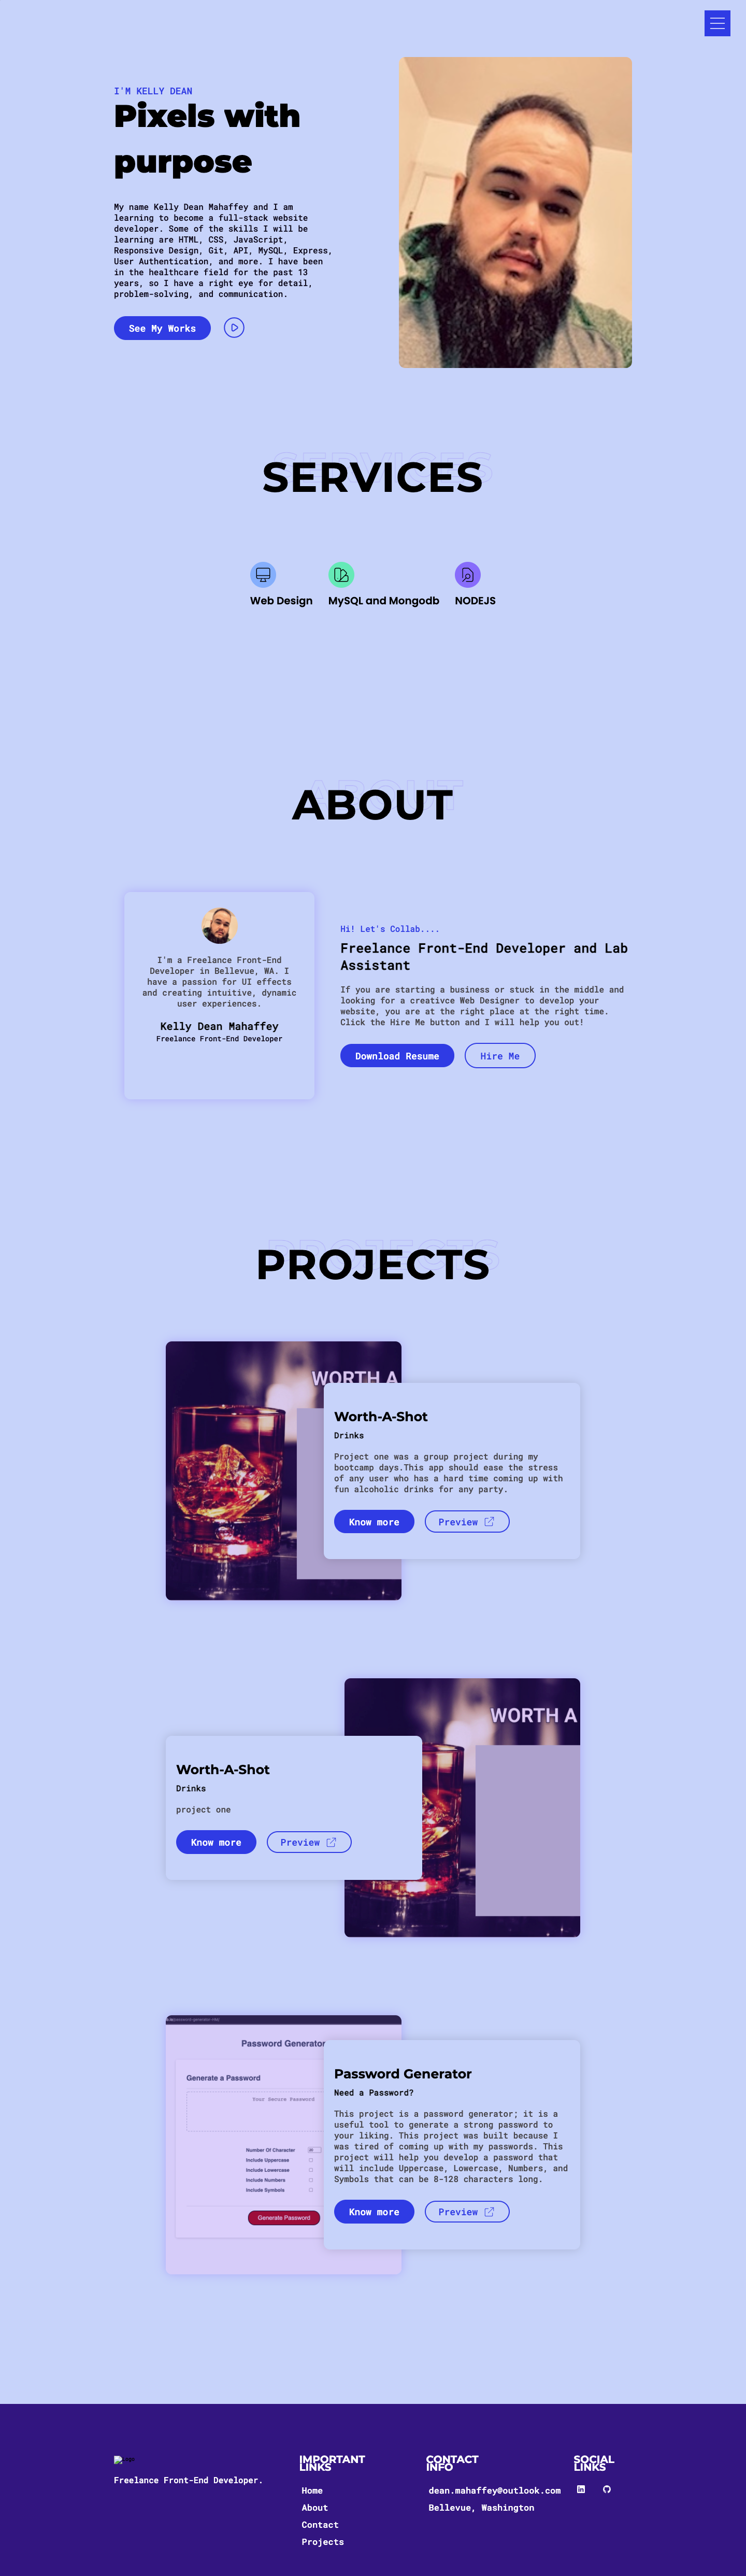 I'M KELLY DEAN
Pixels with
purpose
My name Kelly Dean Mahaffey and I am
learning to become a full-stack website
developer. Some of the skills I will be
learning are HTML, CSS, JavaScript,
Responsive Design, Git, API, MySQL, Express,
User Authentication, and more. I have been
in the healthcare field for the past 13
years, so I have a right eye for detail,
problem-solving, and communication.
See My Works
SERVICES
SERVICES
Web Design
MySQL and Mongodb
NODEJS
ABOUT
ABOUT
I'm a Freelance Front-End
Developer in Bellevue, WA. I
have a passion for UI effects
and creating intuitive, dynamic
user experiences.
Kelly Dean Mahaffey
Freelance Front-End Developer
Hi! Let's Collab....
Freelance Front-End Developer and Lab
Assistant
If you are starting a business or stuck in the middle and
looking for a creativce Web Designer to develop your
website, you are at the right place at the right time.
Click the Hire Me button and I will help you out!
Download Resume
Hire Me
PROJECTS
PROJECTS
WORTH A
Worth-A-Shot
Drinks
Project one was a group project during my
bootcamp days.This app should ease the stress
of any user who has a hard time coming up with
fun alcoholic drinks for any party.
Know more
Preview
WORTH A
Worth-A-Shot
Drinks
project one
Know more
Preview
Password Generator
Generate a Password
Your Secure Password
Number Of Character
Include Uppercase
Include Lowercase
Include Numbers
Include Symbols
Generate Password
Password Generator
Need a Password?
This project is a password generator; it is a
useful tool to generate a strong password to
your liking. This project was built because I
was tired of coming up with my passwords. This
project will help you develop a password that
will include Uppercase, Lowercase, Numbers, and
Symbols that can be 8-128 characters long.
Know more
Preview
Freelance Front-End Developer.
IMPORTANT
LINKS
Home
About
Contact
Projects
CONTACT
INFO
dean.mahaffey@outlook.com
Bellevue, Washington
SOCIAL
LINKS